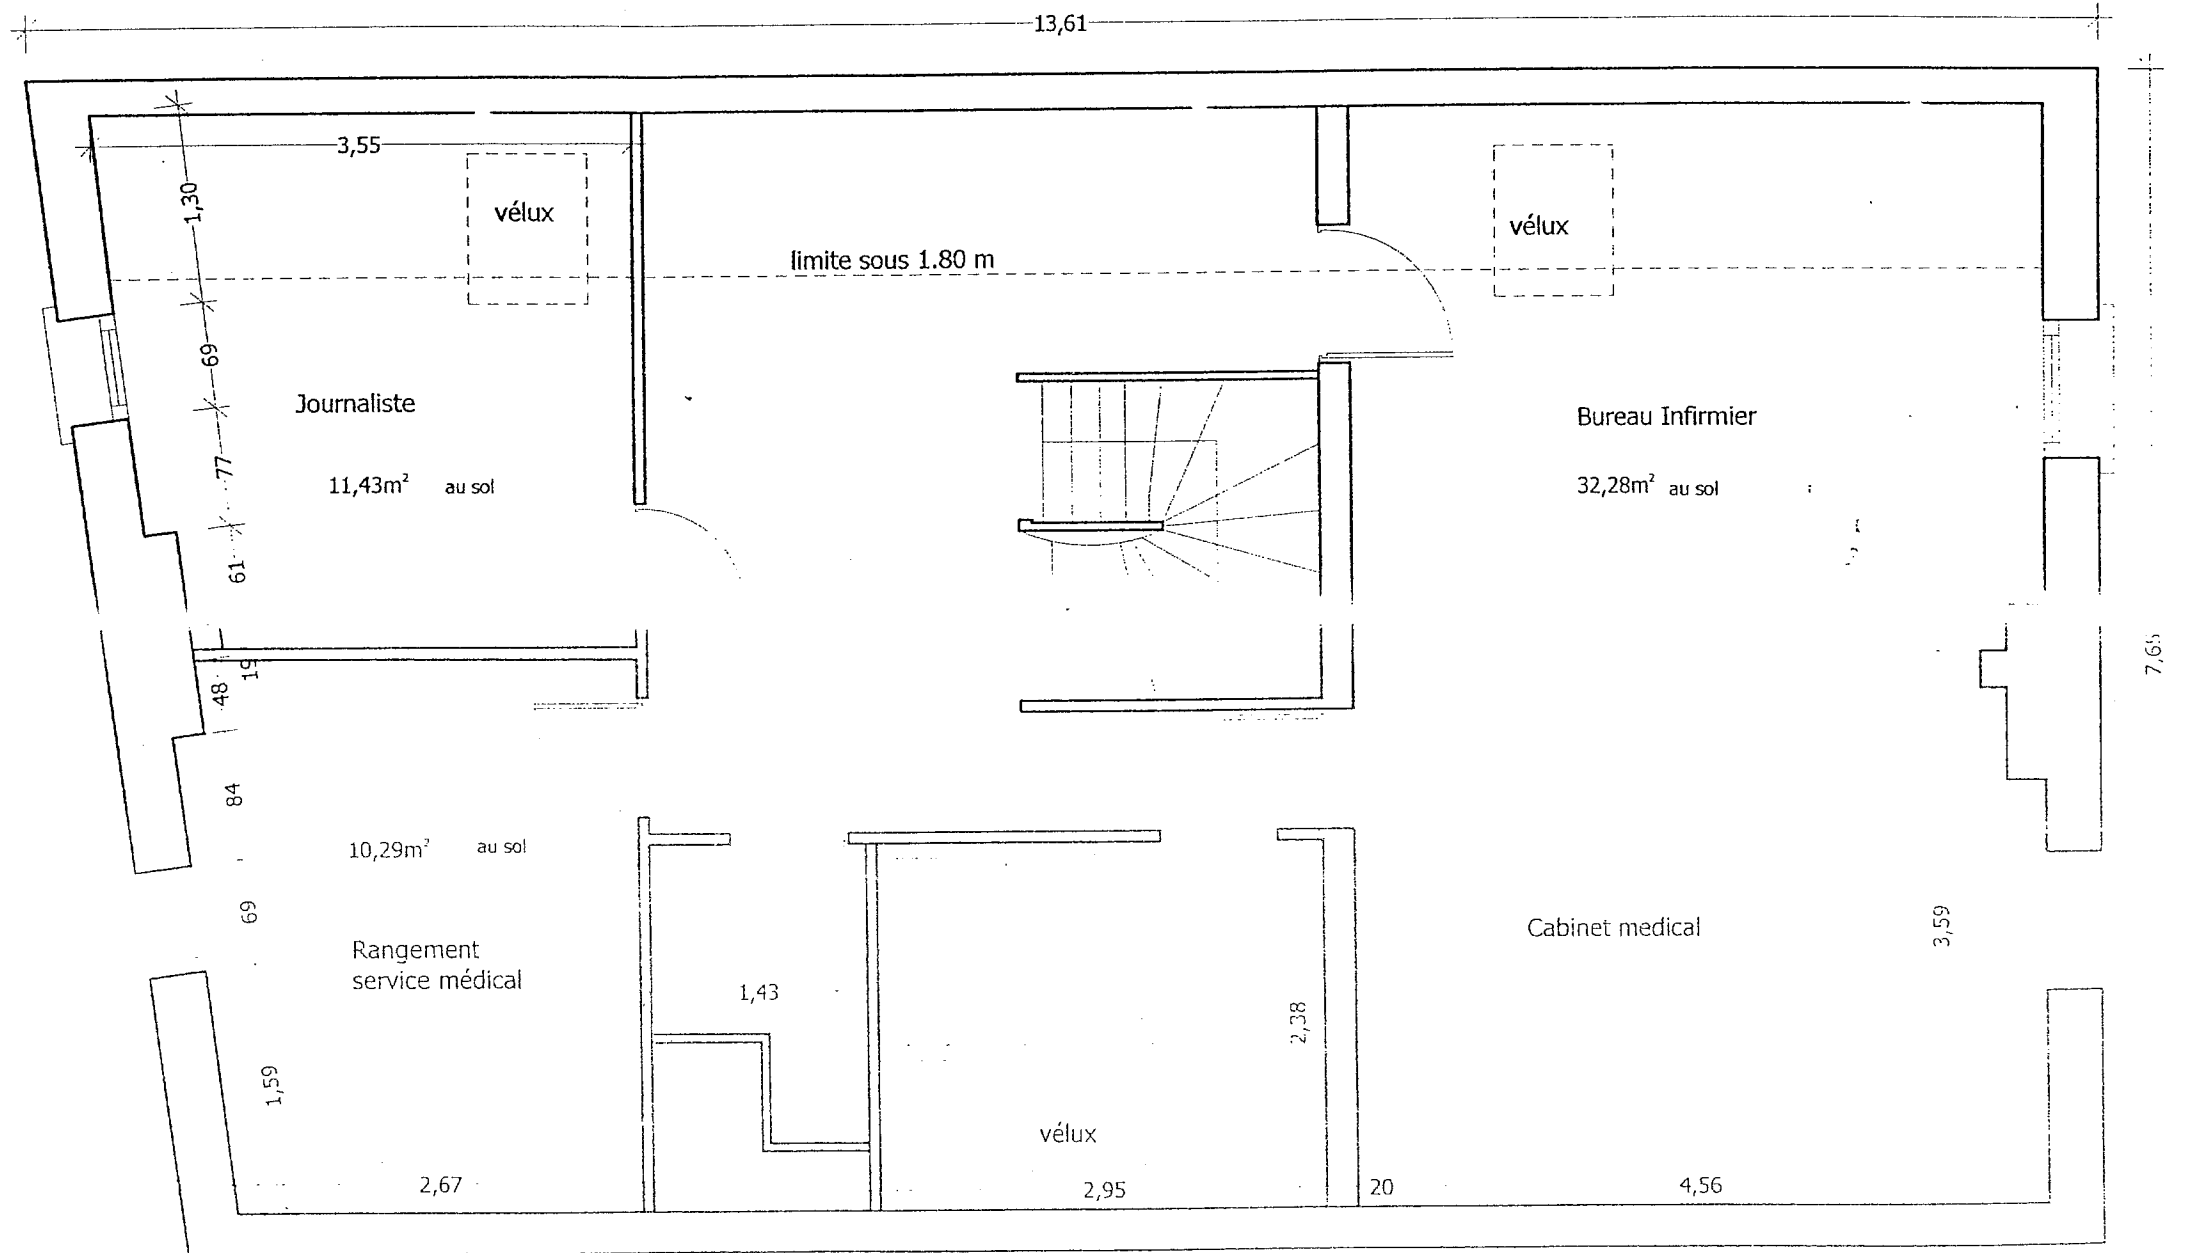 13,61
3,55
1,30
vélux
vélux
limite sous 1.80 m
69
Journaliste
Bureau Infirmier
77
11,43m² au sol
32,28m² au sol
61
19
48
84
10,29m² au sol
69
Rangement
service médical
Cabinet medical
3,59
1,43
2,38
1,59
vélux
2,67
2,95
20
4,56